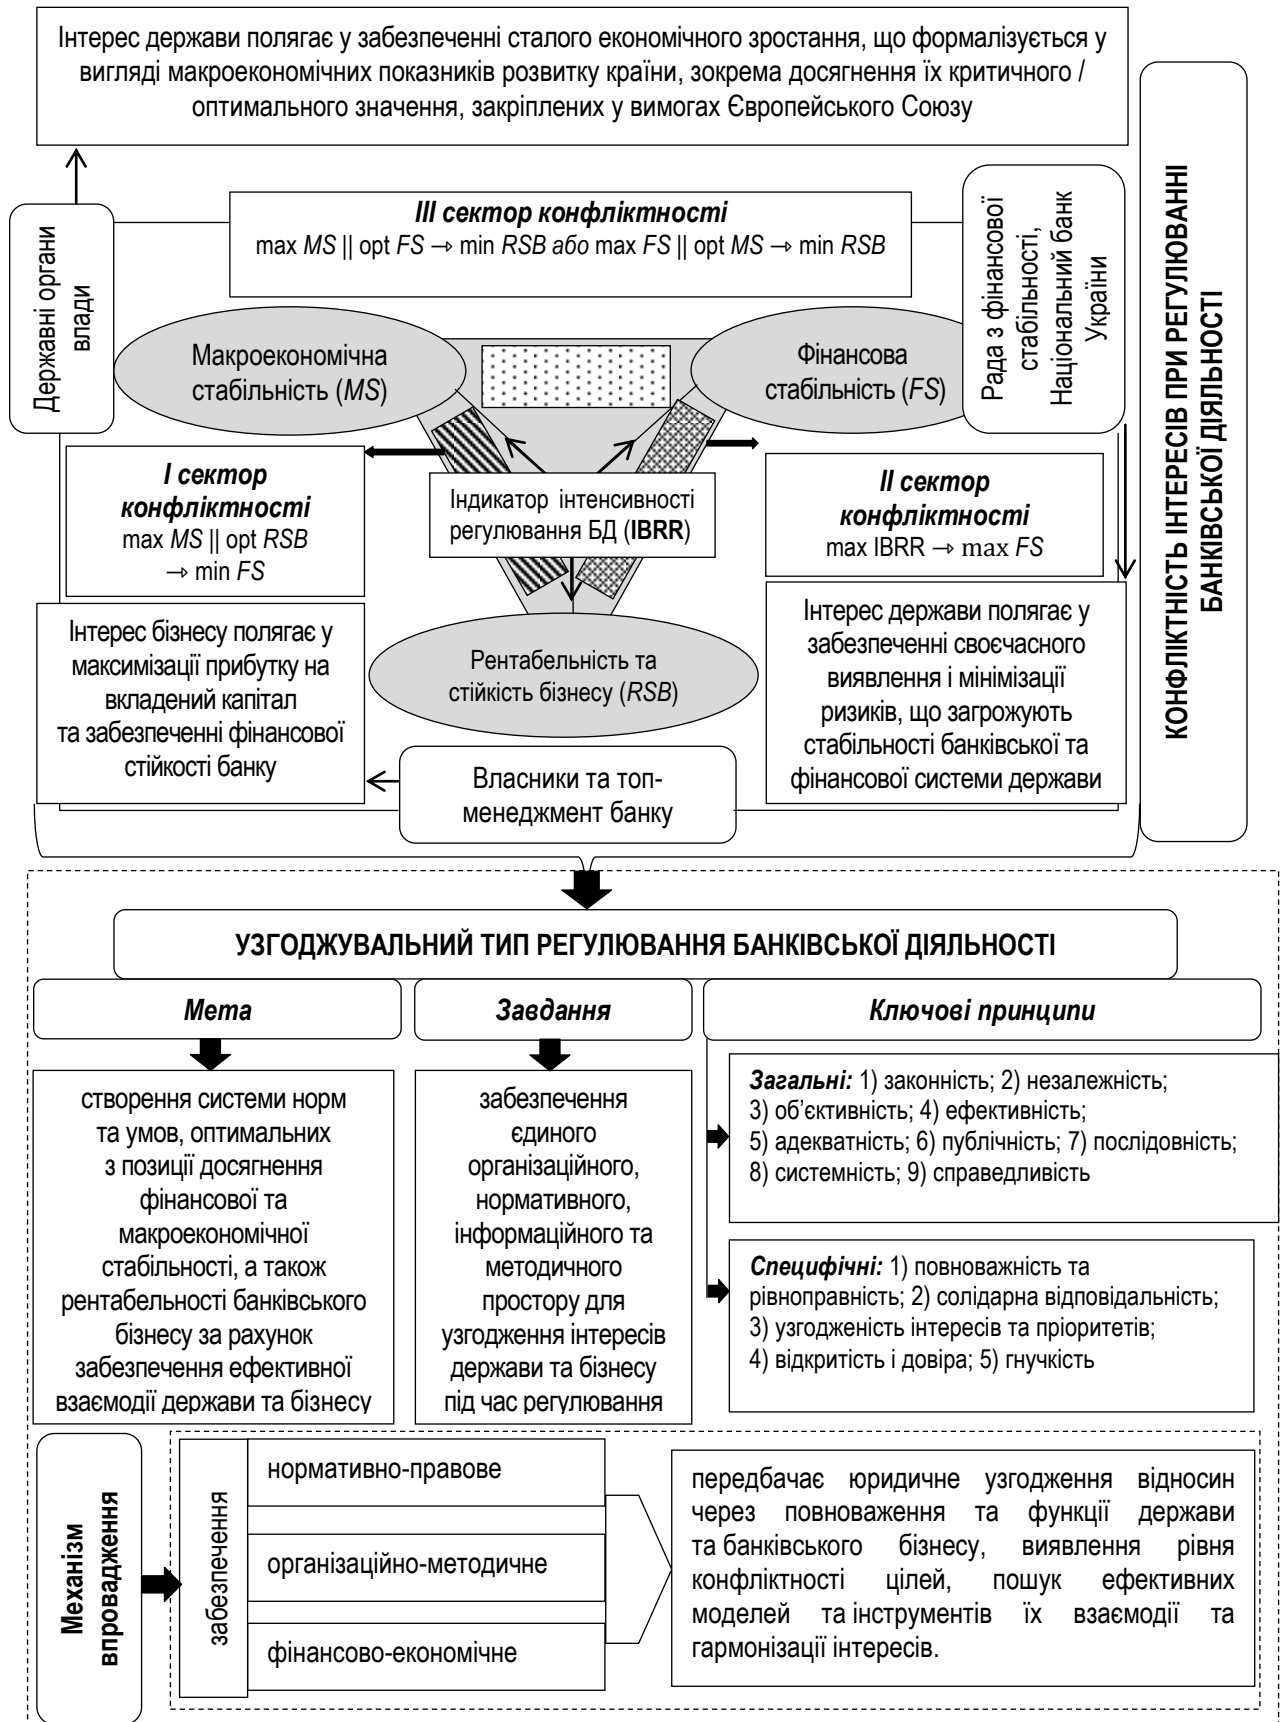 Інтерес держави полягає у забезпеченні сталого економічного зростання, що формалізується у
вигляді макроекономічних показників розвитку країни, зокрема досягнення їх критичного /
оптимального значення, закріплених у вимогах Європейського Союзу
КОНФЛІКТНІСТЬ ІНТЕРЕСІВ ПРИ РЕГУЛЮВАННІ
БАНКІВСЬКОЇ ДІЯЛЬНОСТІ
Державні органи
влади
III сектор конфліктності
max MS || opt FS → min RSB або max FS || opt MS → min RSB
Рада з фінансової
стабільності,
Національний банк
України
Макроекономічна
стабільність (MS)
Фінансова
стабільність (FS)
I сектор
конфліктності
max MS || opt RSB
→ min FS
Індикатор інтенсивності
регулювання БД (IBRR)
II сектор
конфліктності
max IBRR → max FS
Інтерес бізнесу полягає у
максимізації прибутку на
вкладений капітал
та забезпеченні фінансової
стійкості банку
Рентабельність та
стійкість бізнесу (RSB)
Інтерес держави полягає у
забезпеченні своєчасного
виявлення і мінімізації
ризиків, що загрожують
стабільності банківської та
фінансової системи держави
Власники та топ-
менеджмент банку
УЗГОДЖУВАЛЬНИЙ ТИП РЕГУЛЮВАННЯ БАНКІВСЬКОЇ ДІЯЛЬНОСТІ
Мета
створення системи норм
та умов, оптимальних
з позиції досягнення
фінансової та
макроекономічної
стабільності, а також
рентабельності банківського
бізнесу за рахунок
забезпечення ефективної
взаємодії держави та бізнесу
Завдання
забезпечення
єдиного
організаційного,
нормативного,
інформаційного та
методичного
простору для
узгодження інтересів
держави та бізнесу
під час регулювання
Ключові принципи
Загальні: 1) законність; 2) незалежність;
3) об’єктивність; 4) ефективність;
5) адекватність; 6) публічність; 7) послідовність;
8) системність; 9) справедливість
Специфічні: 1) повноважність та
рівноправність; 2) солідарна відповідальність;
3) узгодженість інтересів та пріоритетів;
4) відкритість і довіра; 5) гнучкість
Механізм
впровадження
забезпечення
нормативно-правове
організаційно-методичне
фінансово-економічне
передбачає юридичне узгодження відносин
через повноваження та функції держави
та банківського бізнесу, виявлення рівня
конфліктності цілей, пошук ефективних
моделей та інструментів їх взаємодії та
гармонізації інтересів.